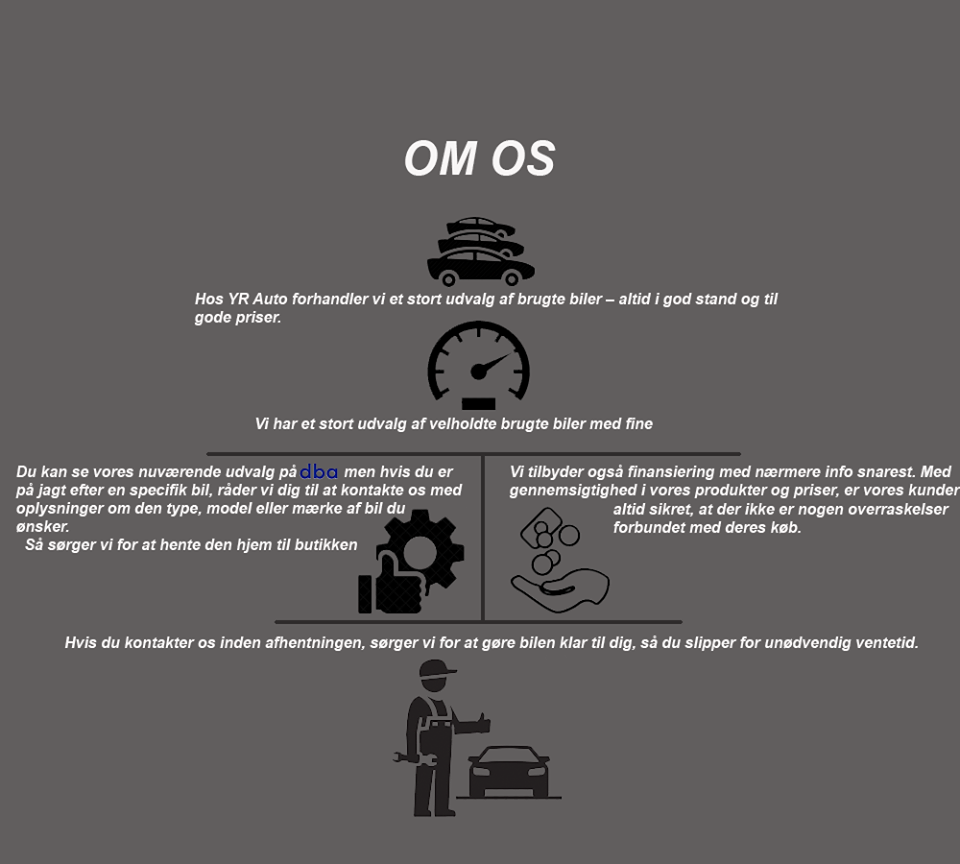 OM OS
Hos YR Auto forhandler vi et stort udvalg af brugte biler – altid i god stand og til
gode priser.
Vi har et stort udvalg af velholdte brugte biler med fine
Du kan se vores nuværende udvalg på dba men hvis du er
på jagt efter en specifik bil, råder vi dig til at kontakte os med
oplysninger om den type, model eller mærke af bil du
ønsker.
Så sørger vi for at hente den hjem til butikken
Vi tilbyder også finansiering med nærmere info snarest. Med
gennemsigtighed i vores produkter og priser, er vores kunder
altid sikret, at der ikke er nogen overraskelser
forbundet med deres køb.
Hvis du kontakter os inden afhentningen, sørger vi for at gøre bilen klar til dig, så du slipper for unødvendig ventetid.